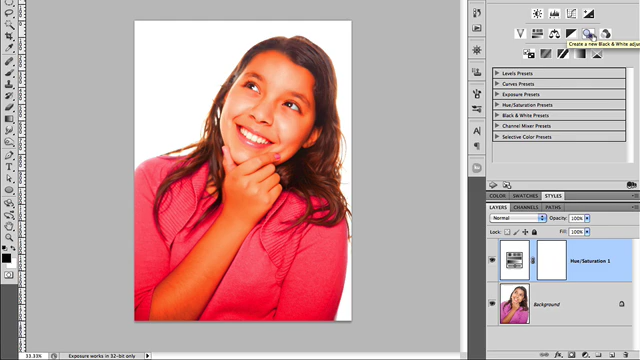 Create a new Black & White adjus
Levels Presets
Curves Presets
Exposure Presets
Hue/Saturation Presets
Black & White Presets
Channel Mixer Presets
Selective Color Presets
COLOR SWATCHES STYLES
LAYERS CHANNELS PATHS
Normal Opacity: 100%
Lock: Fill: 100%
Hue/Saturation 1
Background
33.33% Exposure works in 32-bit only